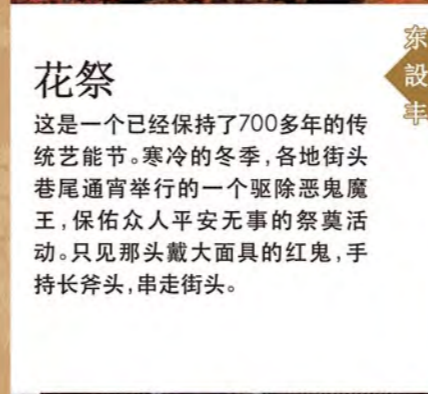 花祭
这是一个已经保持了700多年的传
统艺能节。寒冷的冬季,各地街头
巷尾通宵举行的一个驱除恶鬼魔
王,保佑众人平安无事的祭奠活
动。只见那头戴大面具的红鬼,手
持长斧头,串走街头。
东
設
丰